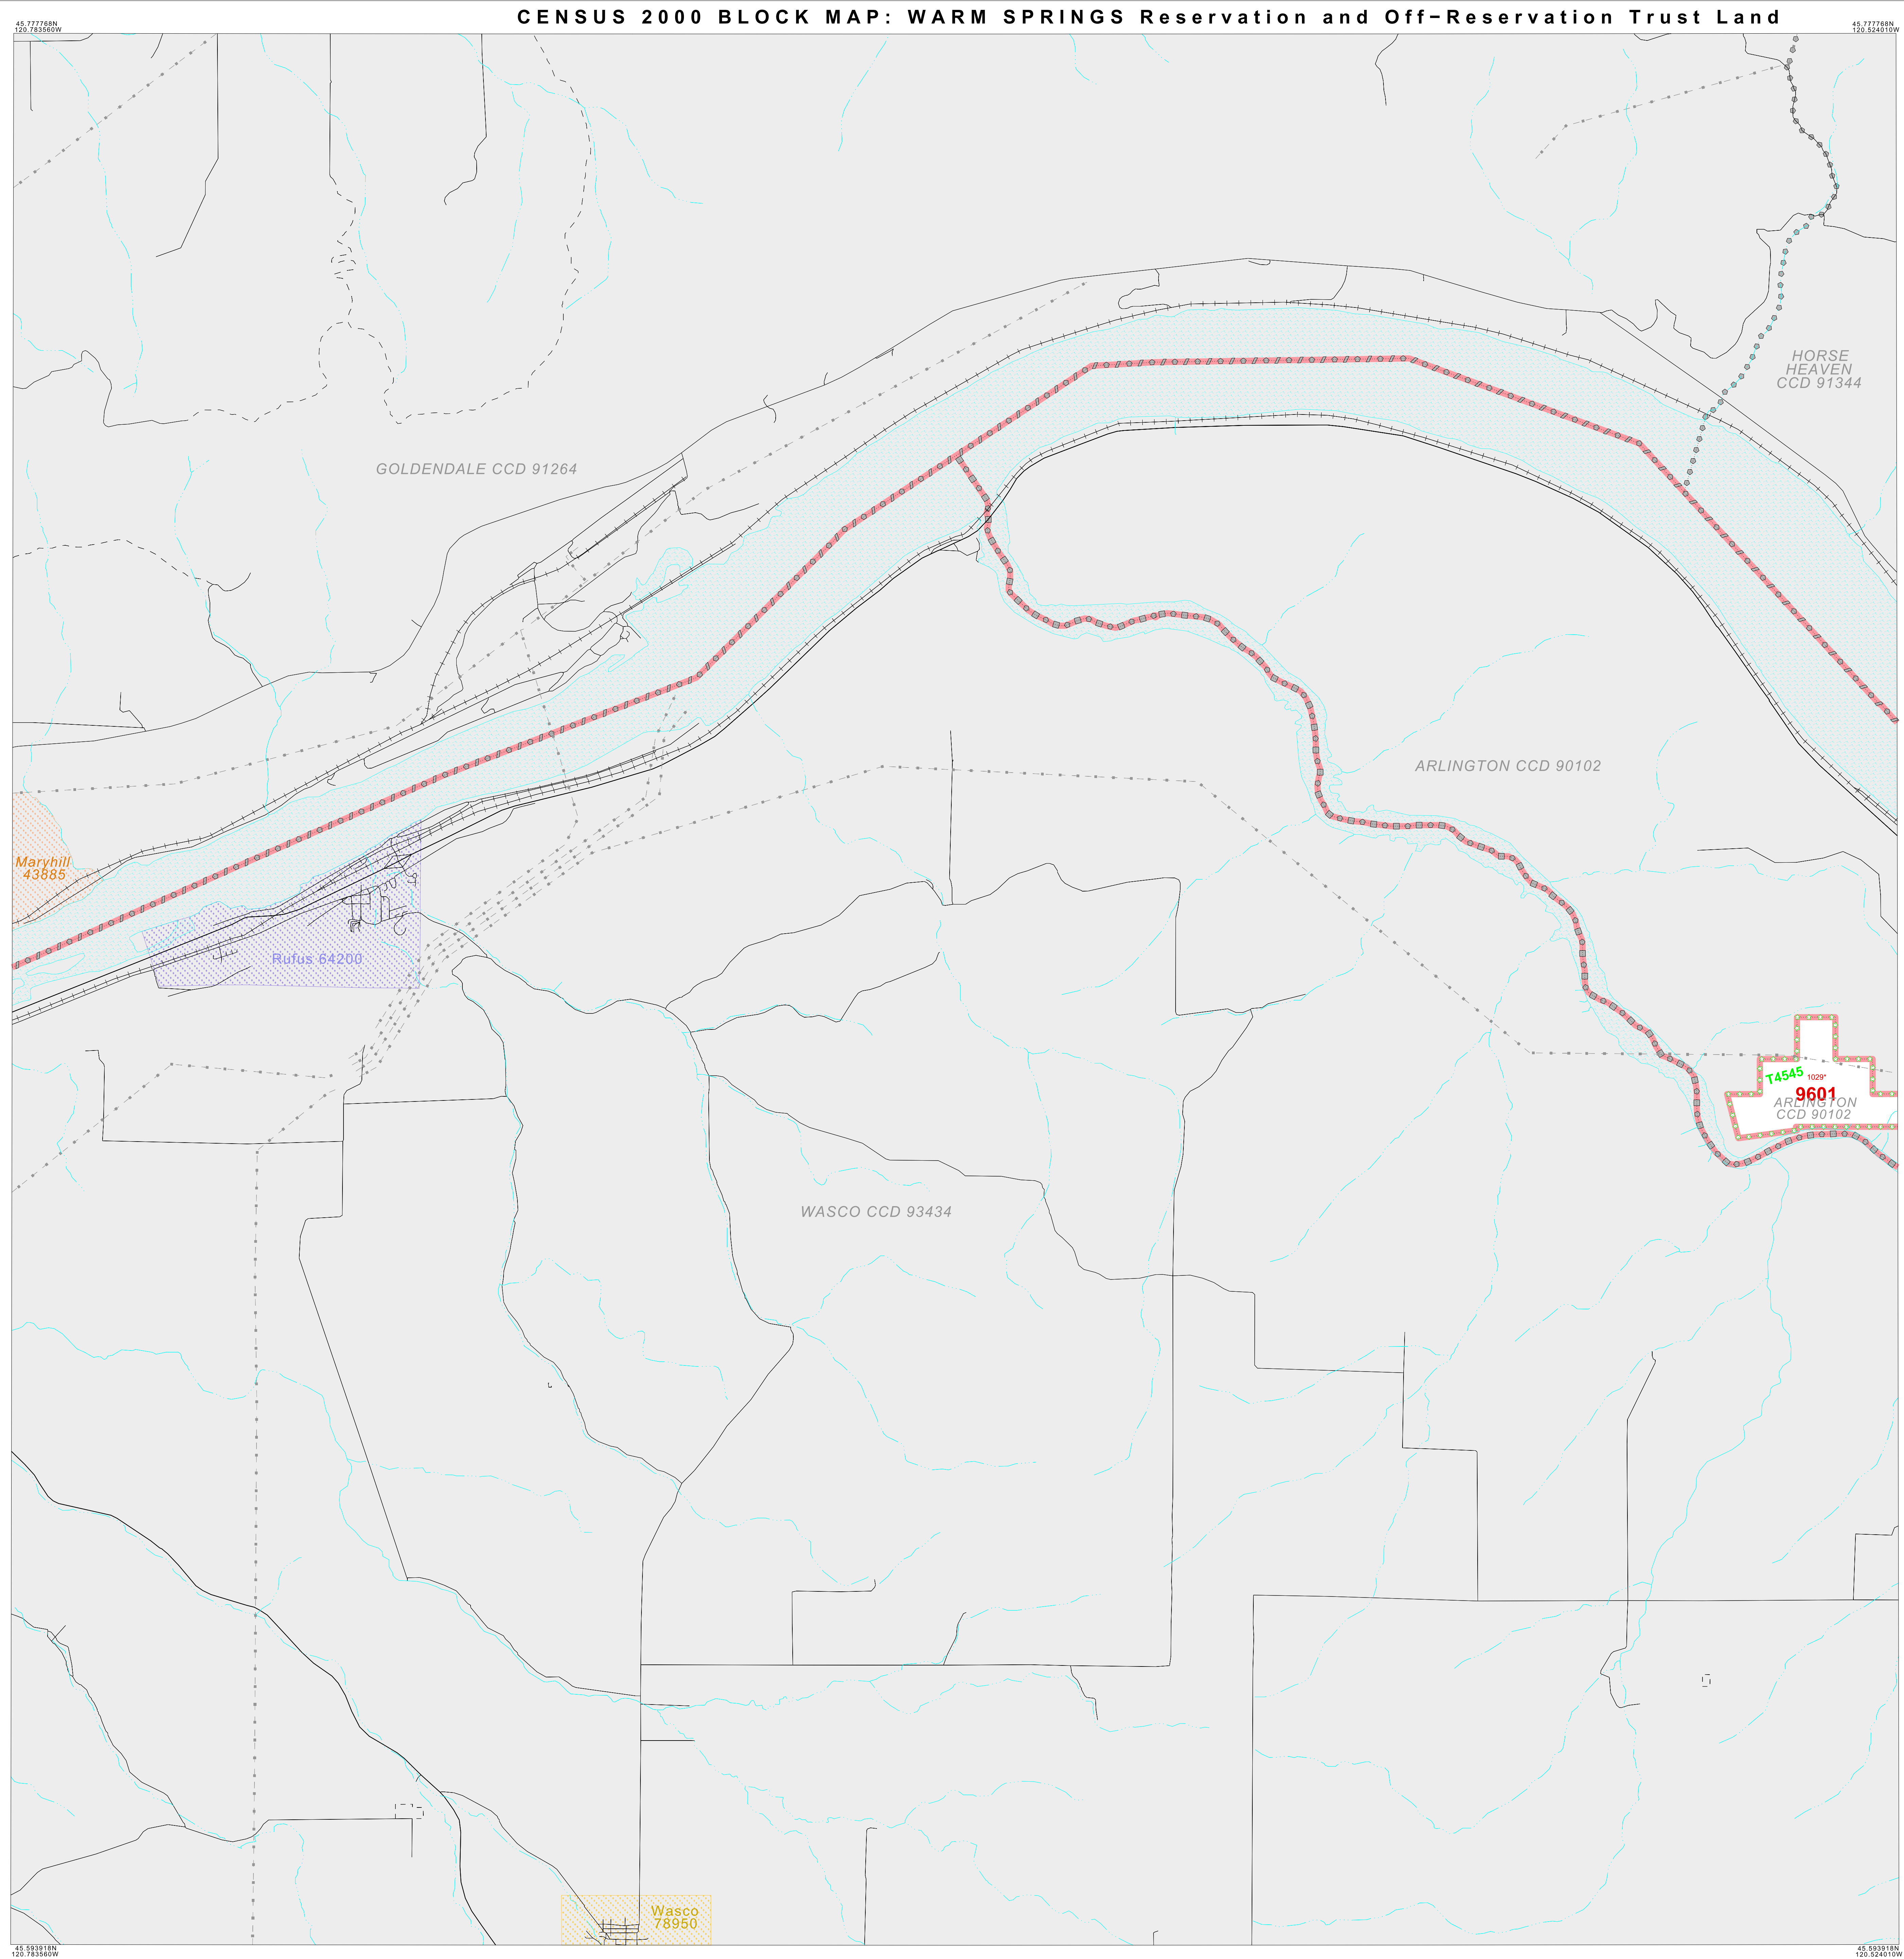 CENSUS 2000 BLOCK MAP: WARM SPRINGS Reservation and Off-Reservation Trust Land
45.777768N
120.783560W
45.777768N
120.524010W
HORSE
HEAVEN
CCD 91344
GOLDENDALE CCD 91264
ARLINGTON CCD 90102
Maryhill
43885
Rufus 64200
T4545
1029*
9601
ARLINGTON
CCD 90102
WASCO CCD 93434
Wasco
78950
45.593918N
120.783560W
45.593918N
120.524010W